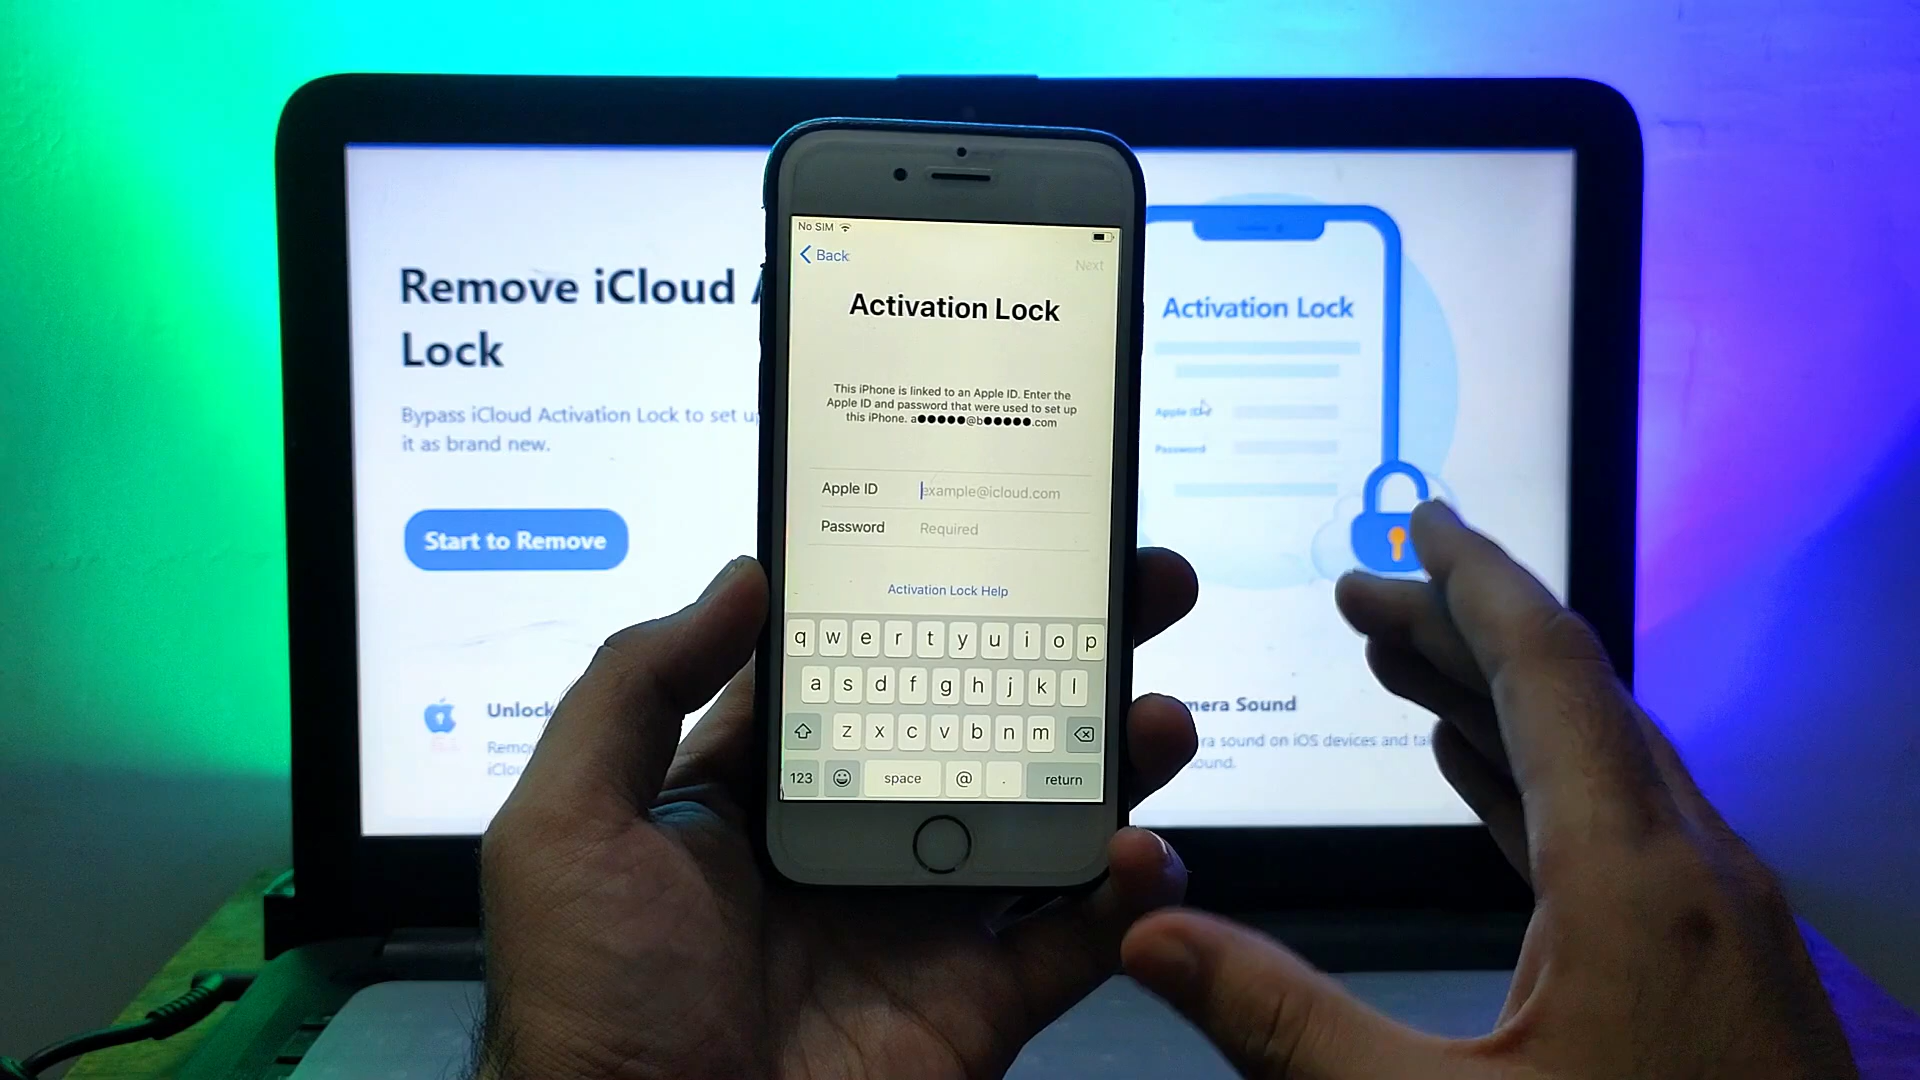 Remove iCloud
Lock
Bypass iCloud Activation Lock to set
it as brand new.
Start to Remove
Unlock
No SIM
Back
Next
Activation Lock
This iPhone is linked to an Apple ID. Enter the
Apple ID and password that were used to set up
this iPhone. a●●●●●@b●●●●●.com
Apple ID example@icloud.com
Password Required
Activation Lock Help
q w e r t y u i o p
a s d f g h j k l
z x c v b n m
123 space @ . return
Activation Lock
Apple ID
Password
Sound
sound on iOS devices and